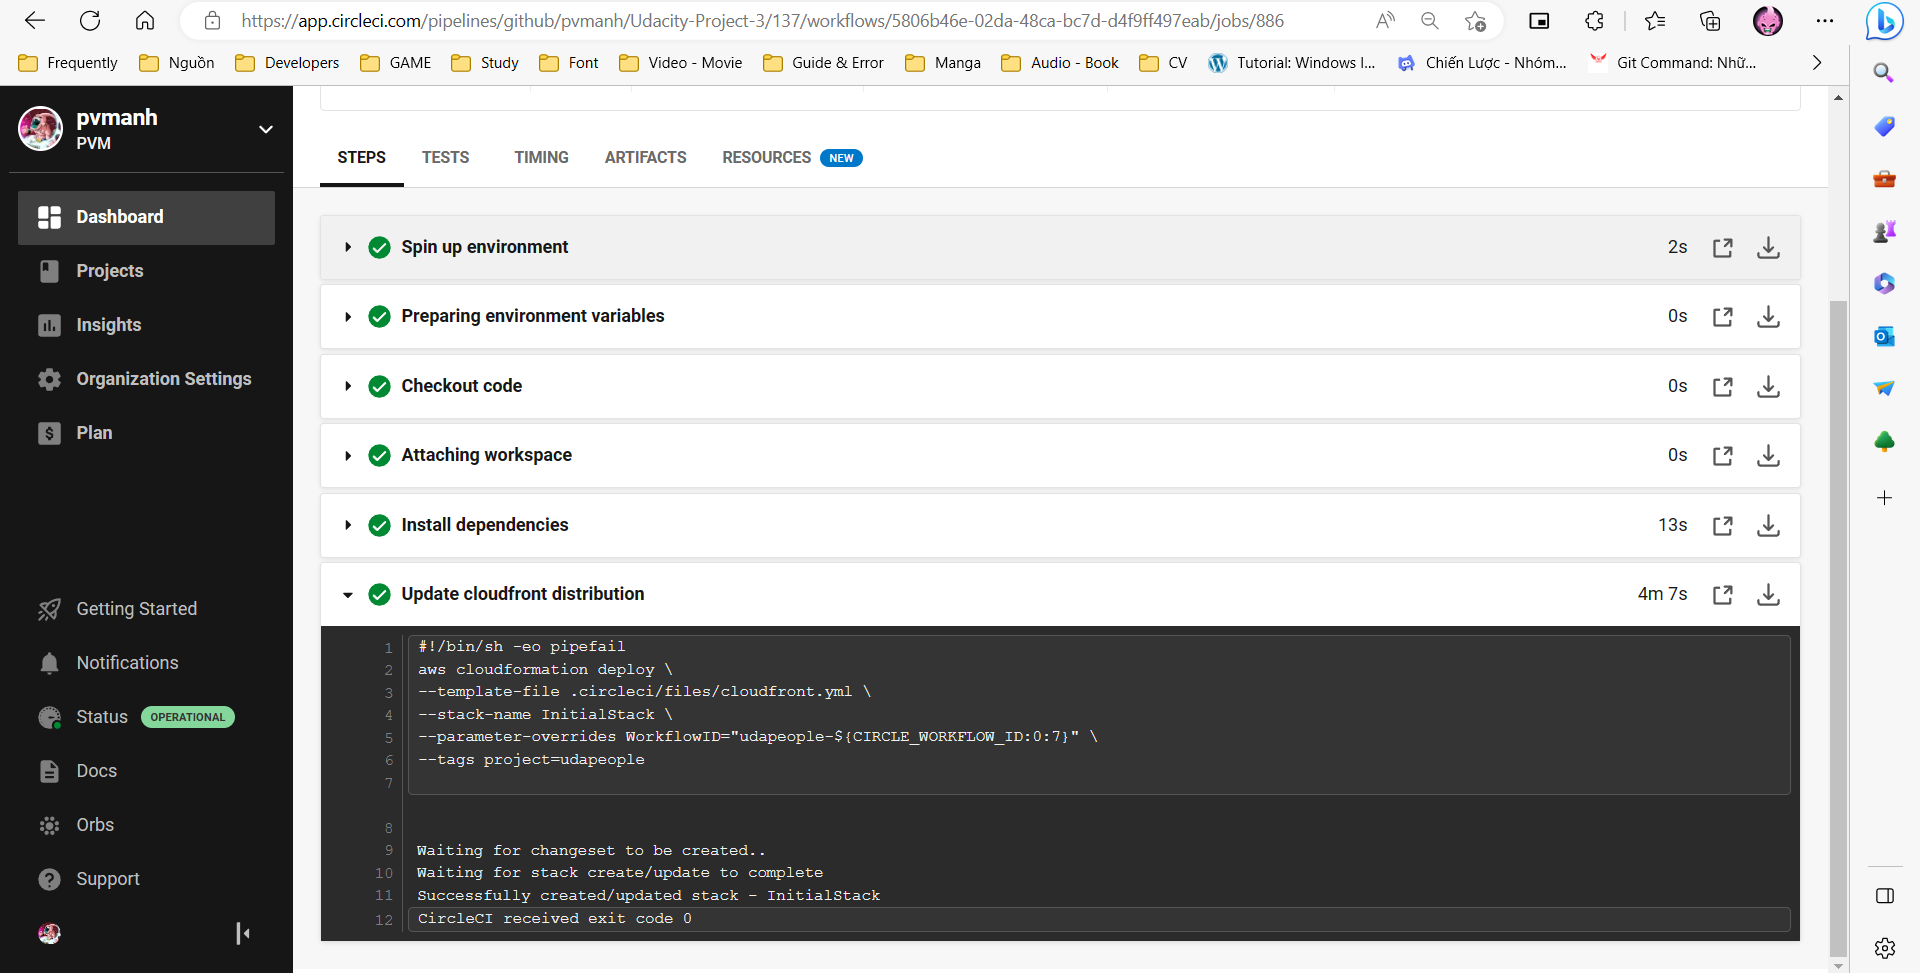 https://app.circleci.com/pipelines/github/pvmanh/Udacity-Project-3/137/workflows/5806b46e-02da-48ca-bc7d-d4f9ff497eab/jobs/886
Frequently Nguồn Developers GAME Study Font Video - Movie Guide & Error Manga Audio - Book CV Tutorial: Windows I... Chiến Lược - Nhóm... Git Command: Nhữ...
pvmanh
PVM
Dashboard
Projects
Insights
Organization Settings
Plan
Getting Started
Notifications
Status OPERATIONAL
Docs
Orbs
Support
STEPS TESTS TIMING ARTIFACTS RESOURCES NEW
Spin up environment 2s
Preparing environment variables 0s
Checkout code 0s
Attaching workspace 0s
Install dependencies 13s
Update cloudfront distribution 4m 7s
1 #!/bin/sh -eo pipefail
2 aws cloudformation deploy \
3 --template-file .circleci/files/cloudfront.yml \
4 --stack-name InitialStack \
5 --parameter-overrides WorkflowID="udapeople-${CIRCLE_WORKFLOW_ID:0:7}" \
6 --tags project=udapeople
7
8
9 Waiting for changeset to be created..
10 Waiting for stack create/update to complete
11 Successfully created/updated stack - InitialStack
12 CircleCI received exit code 0